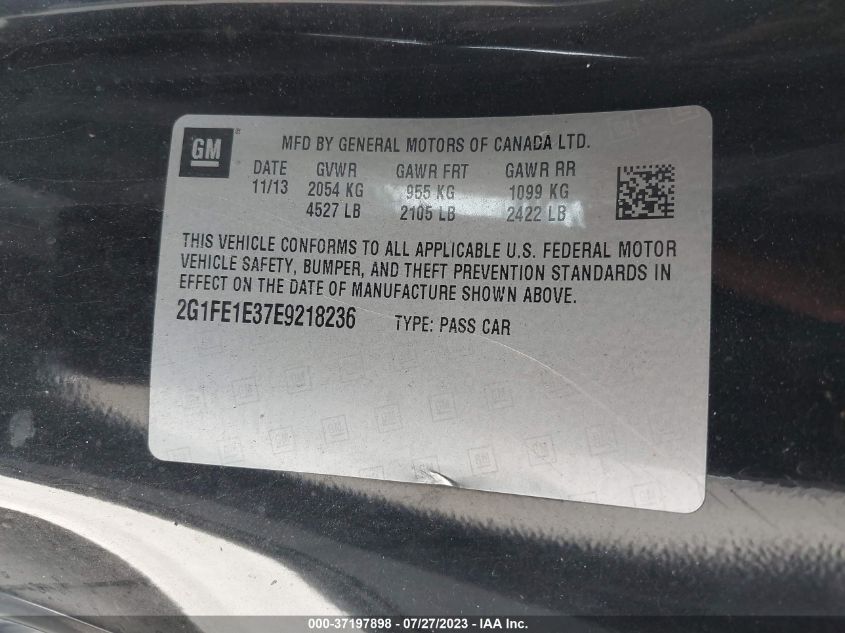 GM
MFD BY GENERAL MOTORS OF CANADA LTD.
DATE GVWR GAWR FRT GAWR RR
11/13 2054 KG 955 KG 1099 KG
4527 LB 2105 LB 2422 LB
THIS VEHICLE CONFORMS TO ALL APPLICABLE U.S. FEDERAL MOTOR
VEHICLE SAFETY, BUMPER, AND THEFT PREVENTION STANDARDS IN
EFFECT ON THE DATE OF MANUFACTURE SHOWN ABOVE.
2G1FE1E37E9218236 TYPE: PASS CAR
000-37197898 - 07/27/2023 - IAA Inc.